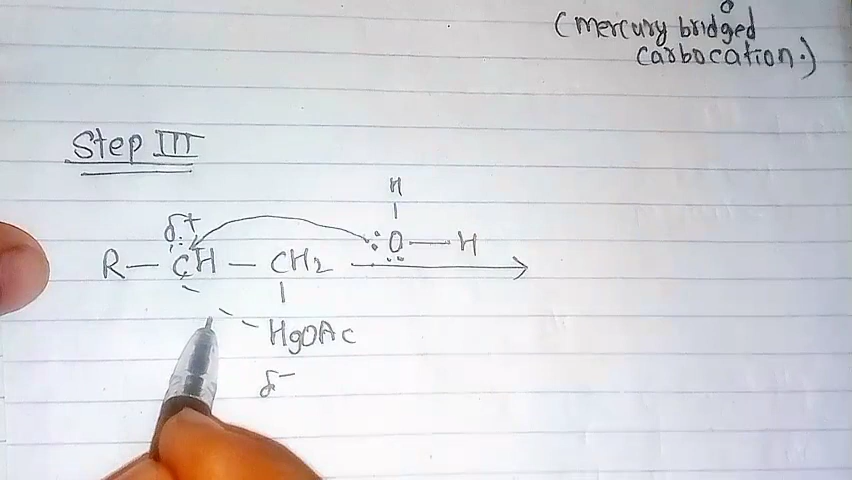 (mercury bridged
carbocation.)
Step III
H
δ+
:Ö — H
R — CH — CH2
HgOAc
δ-